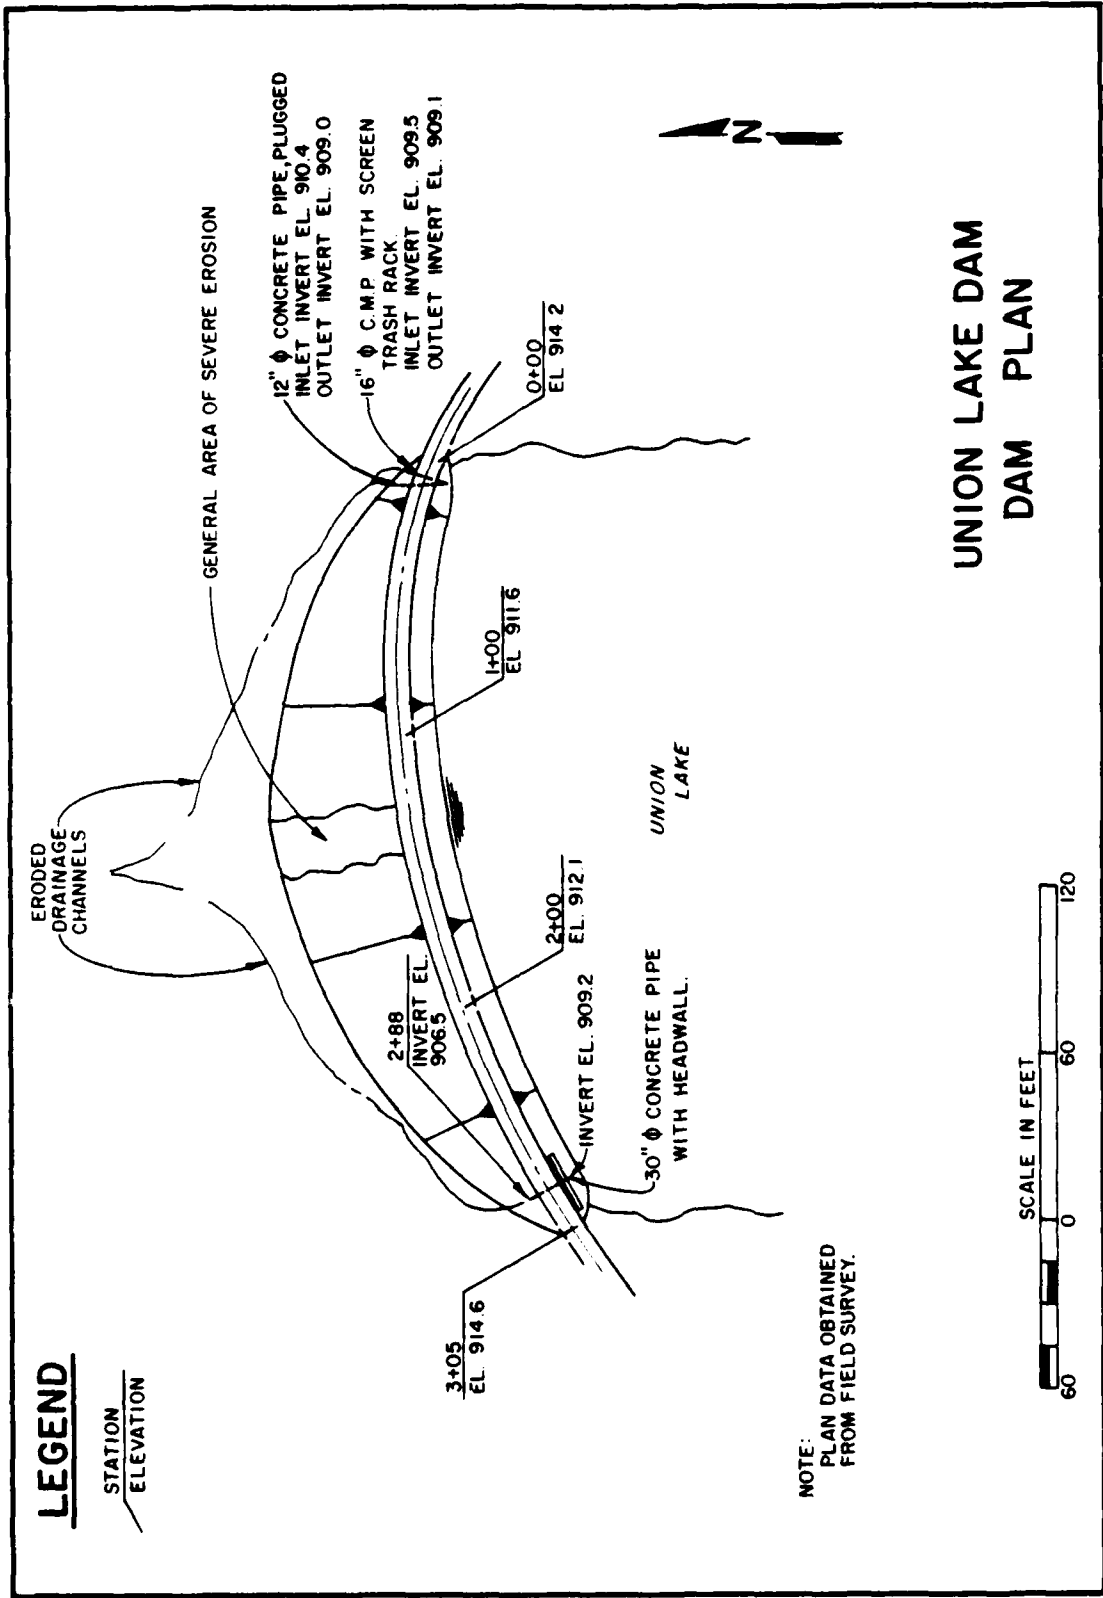 LEGEND
STATION
ELEVATION
ERODED
DRAINAGE
CHANNELS
GENERAL AREA OF SEVERE EROSION
12" ϕ CONCRETE PIPE, PLUGGED
INLET INVERT EL. 910.4
OUTLET INVERT EL. 909.0
16" ϕ C.M.P. WITH SCREEN
TRASH RACK.
INLET INVERT EL. 909.5
OUTLET INVERT EL. 909.1
0+00
EL 914 2
1+00
EL 911.6
2+00
EL. 912.1
2+88
INVERT EL.
906.5
3+05
EL. 914.6
INVERT EL. 909.2
30" ϕ CONCRETE PIPE
WITH HEADWALL.
UNION
LAKE
N
NOTE:
PLAN DATA OBTAINED
FROM FIELD SURVEY.
SCALE IN FEET
60 0 60 120
UNION LAKE DAM
DAM PLAN